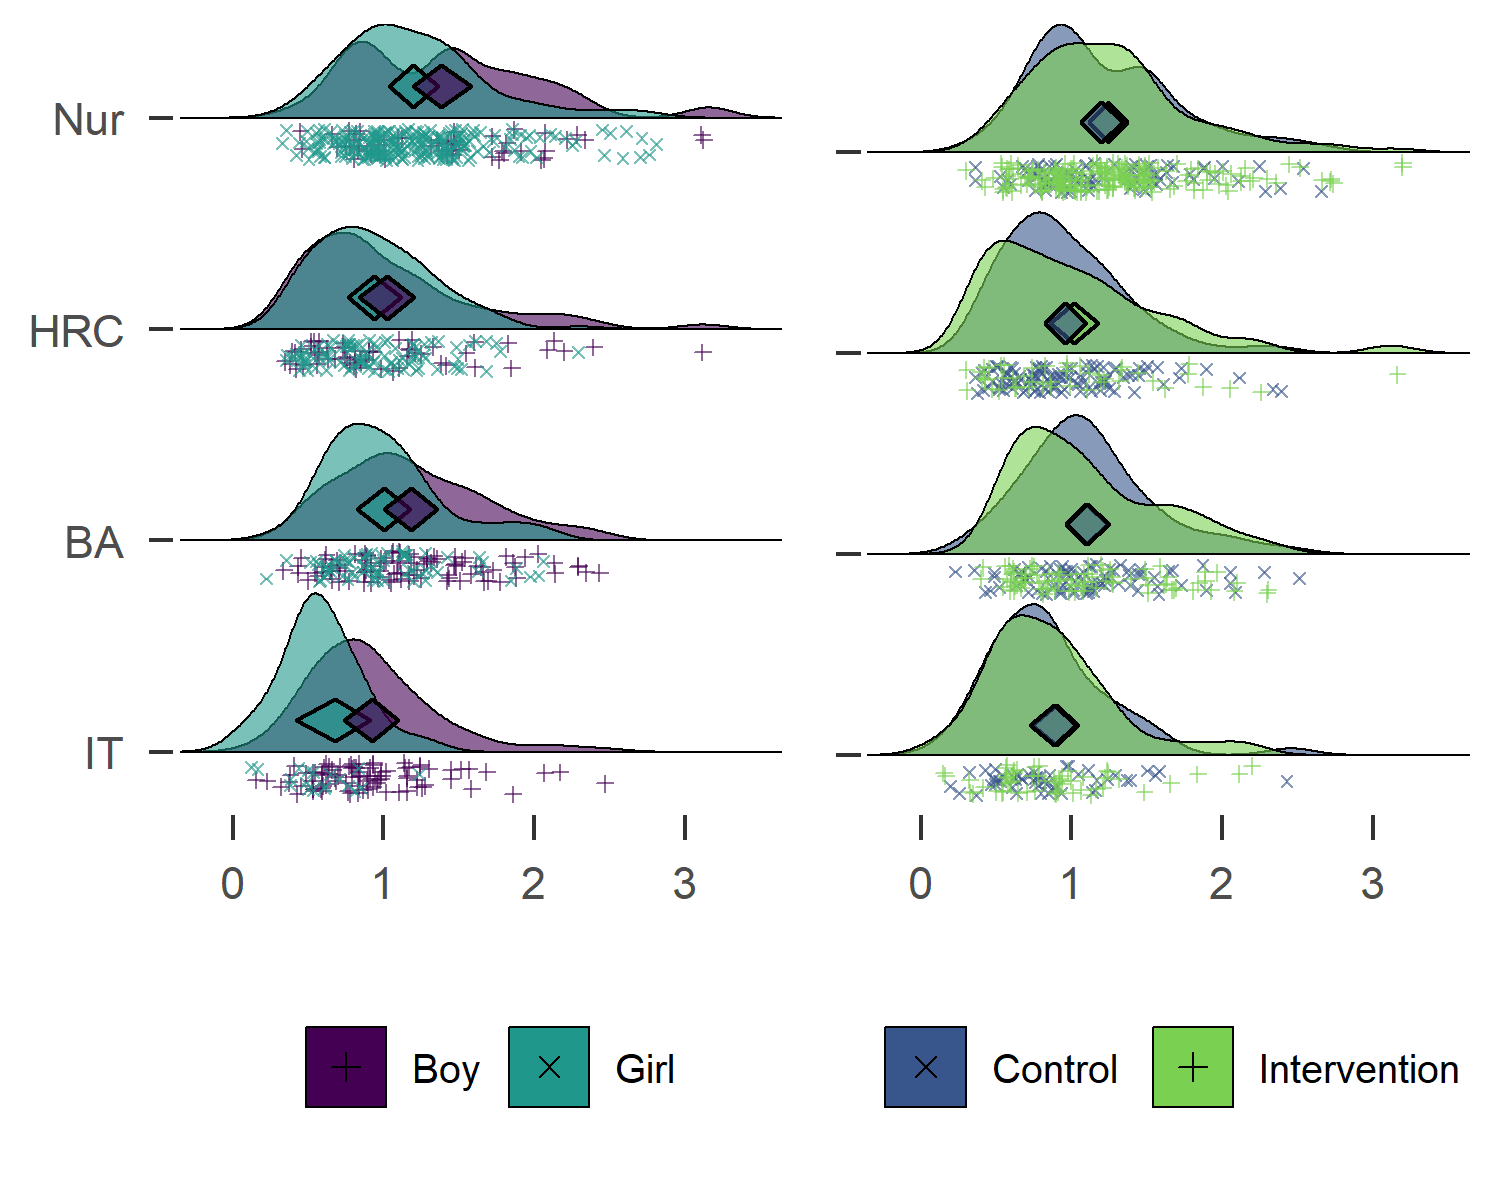 Nur
HRC
BA
IT
0 1 2 3
0 1 2 3
Boy Girl
Control Intervention